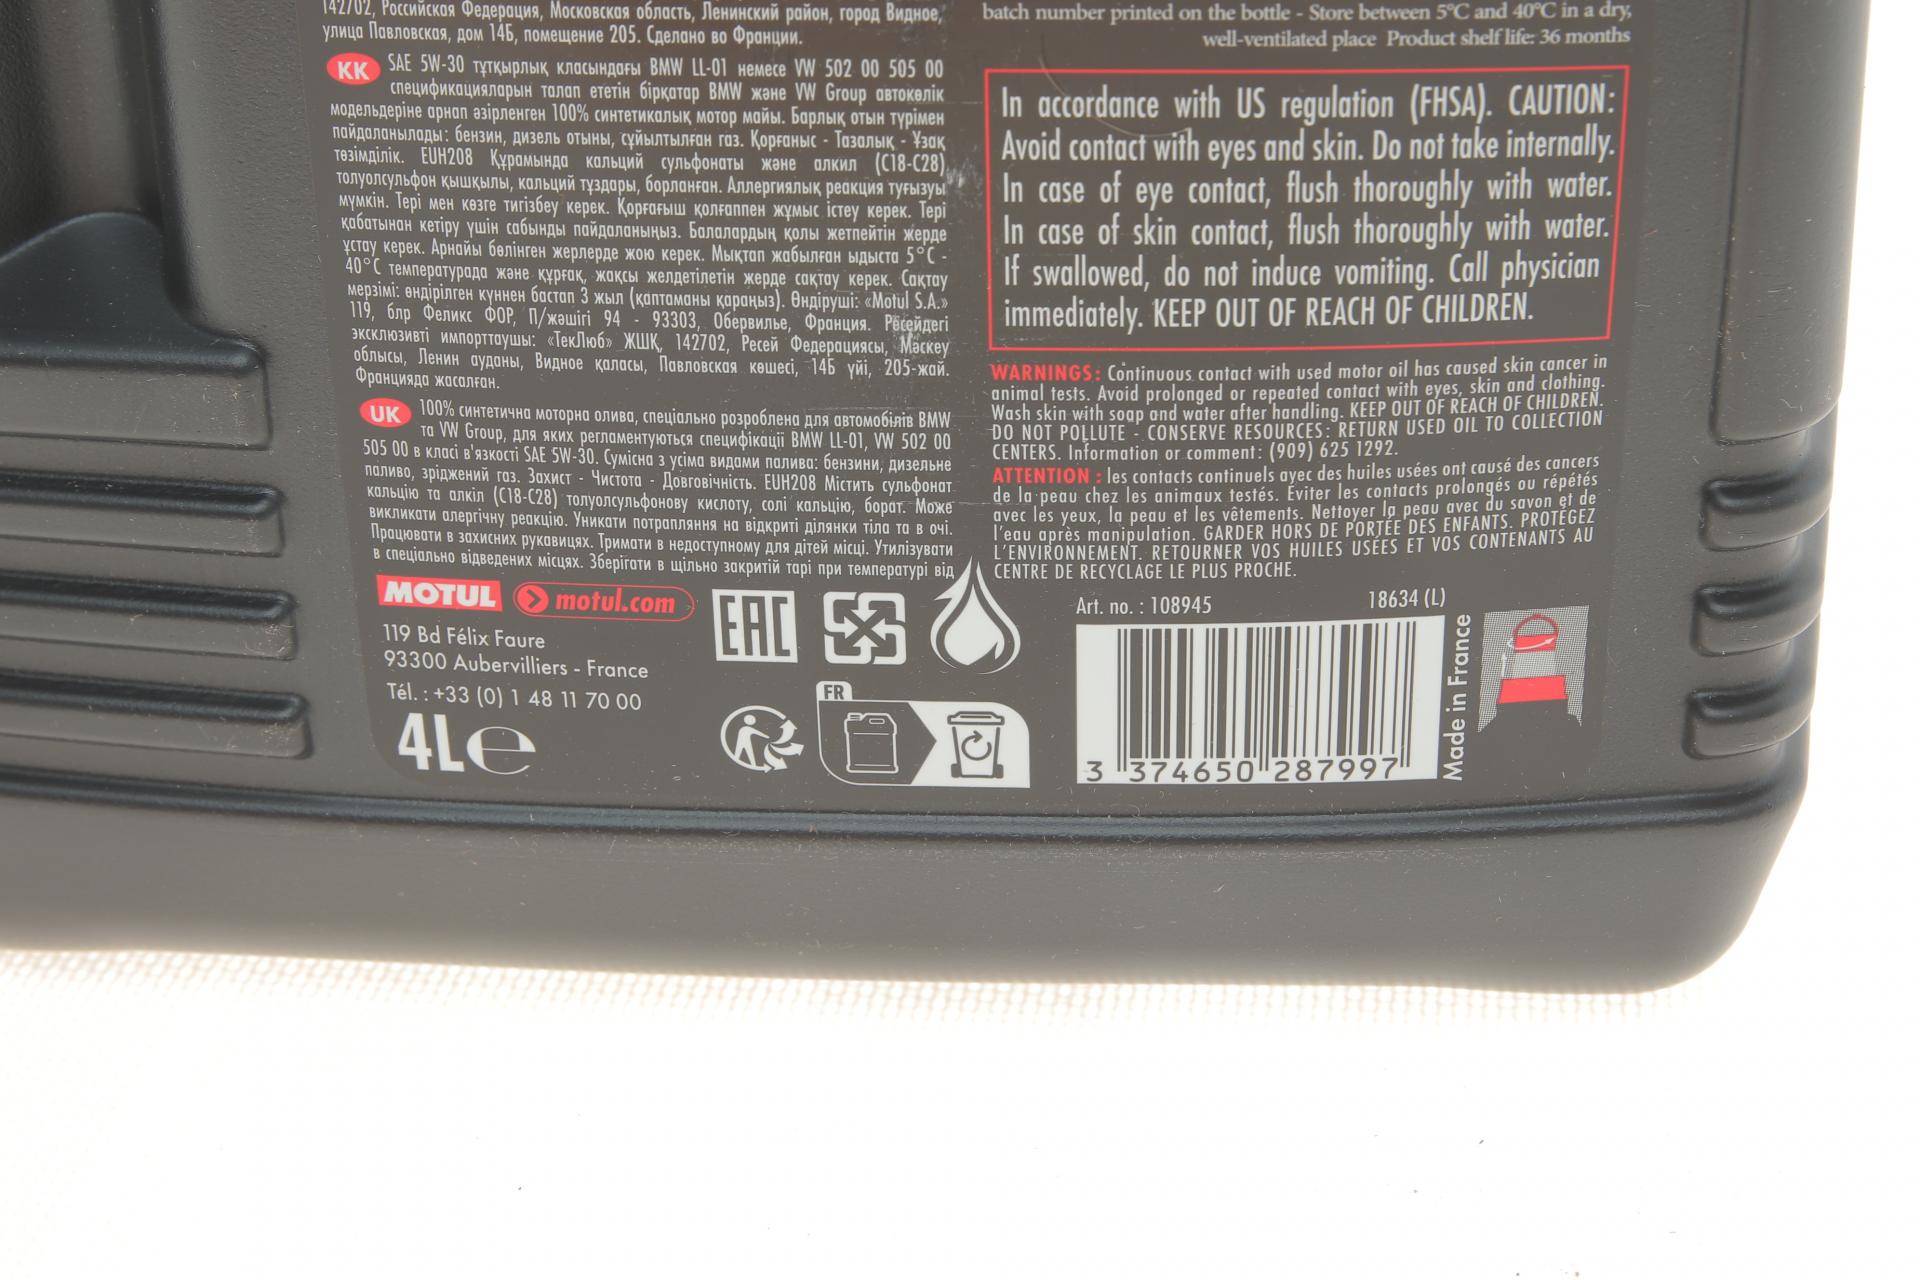 142702, Российская Федерация, Московская область, Ленинский район, город Видное,
улица Павловская, дом 14Б, помещение 205. Сделано во Франции.
KK SAE 5W-30 тұтқырлық класындағы BMW LL-01 немесе VW 502 00 505 00
спецификацияларын талап ететін бірқатар BMW және VW Group автокөлік
модельдеріне арнап әзірленген 100% синтетикалық мотор майы. Барлық отын түрімен
пайдаланылады: бензин, дизель отыны, сұйытылған газ. Қорғаныс - Тазалық - Ұзақ
төзімділік. EUH208 Құрамында кальций сульфонаты және алкил (C18-C28)
толуолсульфон қышқылы, кальций тұздары, борланған. Аллергиялық реакция туғызуы
мүмкін. Тері мен көзге тигізбеу керек. Қорғағыш қолғаппен жұмыс істеу керек. Тері
қабатынан кетіру үшін сабынды пайдаланыңыз. Балалардың қолы жетпейтін жерде
ұстау керек. Арнайы бөлінген жерлерде жою керек. Мықтап жабылған ыдыста 5°C -
40°C температурада және құрғақ, жақсы желдетілетін жерде сақтау керек. Сақтау
мерзімі: өндірілген күннен бастап 3 жыл (қаптаманы қараңыз). Өндіруші: «Motul S.A.»
119, блр Феликс ФОР, П/жәшігі 94 - 93303, Обервилье, Франция. Ресейдегі
эксклюзивті импорттаушы: «ТекЛюб» ЖШҚ, 142702, Ресей Федерациясы, Мәскеу
облысы, Ленин ауданы, Видное қаласы, Павловская көшесі, 14Б үйі, 205-жай.
Францияда жасалған.
UK 100% синтетична моторна олива, спеціально розроблена для автомобілів BMW
та VW Group, для яких регламентуються специфікації BMW LL-01, VW 502 00
505 00 в класі в'язкості SAE 5W-30. Сумісна з усіма видами палива: бензини, дизельне
паливо, зріджений газ. Захист - Чистота - Довговічність. EUH208 Містить сульфонат
кальцію та алкіл (C18-C28) толуолсульфонову кислоту, солі кальцію, борат. Може
викликати алергічну реакцію. Уникати потрапляння на відкриті ділянки тіла та в очі.
Працювати в захисних рукавицях. Тримати в недоступному для дітей місці. Утилізувати
в спеціально відведених місцях. Зберігати в щільно закритій тарі при температурі від
MOTUL motul.com
119 Bd Félix Faure
93300 Aubervilliers - France
Tél. : +33 (0) 1 48 11 70 00
4L e
EAC
FR
batch number printed on the bottle - Store between 5°C and 40°C in a dry,
well-ventilated place Product shelf life: 36 months
In accordance with US regulation (FHSA). CAUTION:
Avoid contact with eyes and skin. Do not take internally.
In case of eye contact, flush thoroughly with water.
In case of skin contact, flush thoroughly with water.
If swallowed, do not induce vomiting. Call physician
immediately. KEEP OUT OF REACH OF CHILDREN.
WARNINGS: Continuous contact with used motor oil has caused skin cancer in
animal tests. Avoid prolonged or repeated contact with eyes, skin and clothing.
Wash skin with soap and water after handling. KEEP OUT OF REACH OF CHILDREN.
DO NOT POLLUTE - CONSERVE RESOURCES: RETURN USED OIL TO COLLECTION
CENTERS. Information or comment: (909) 625 1292.
ATTENTION : les contacts continuels avec des huiles usées ont causé des cancers
de la peau chez les animaux testés. Eviter les contacts prolongés ou répétés
avec les yeux, la peau et les vêtements. Nettoyer la peau avec du savon et de
l'eau après manipulation. GARDER HORS DE PORTÉE DES ENFANTS. PROTÉGEZ
L'ENVIRONNEMENT. RETOURNER VOS HUILES USÉES ET VOS CONTENANTS AU
CENTRE DE RECYCLAGE LE PLUS PROCHE.
Art. no. : 108945 18634 (L)
3 374650 287997
Made in France